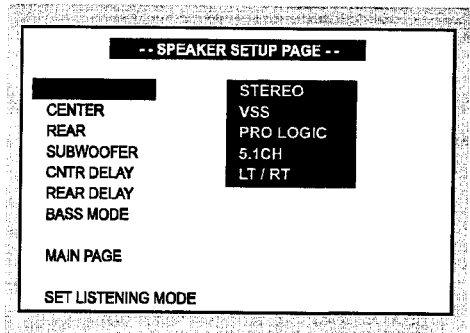 -- SPEAKER SETUP PAGE --
STEREO
CENTER
VSS
REAR
PRO LOGIC
SUBWOOFER
5.1CH
CNTR DELAY
LT / RT
REAR DELAY
BASS MODE
MAIN PAGE
SET LISTENING MODE